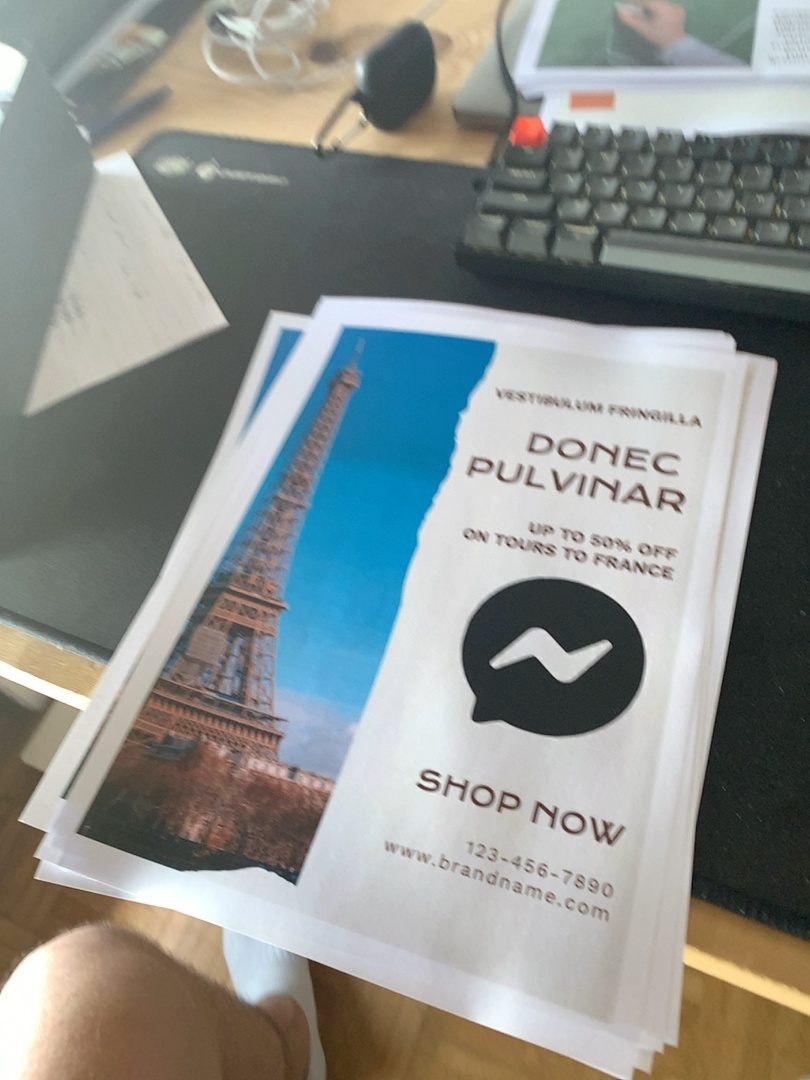 VESTIBULUM FRINGILLA
DONEC
PULVINAR
UP TO 50% OFF
ON TOURS TO FRANCE
SHOP NOW
123-456-7890
www.brandname.com